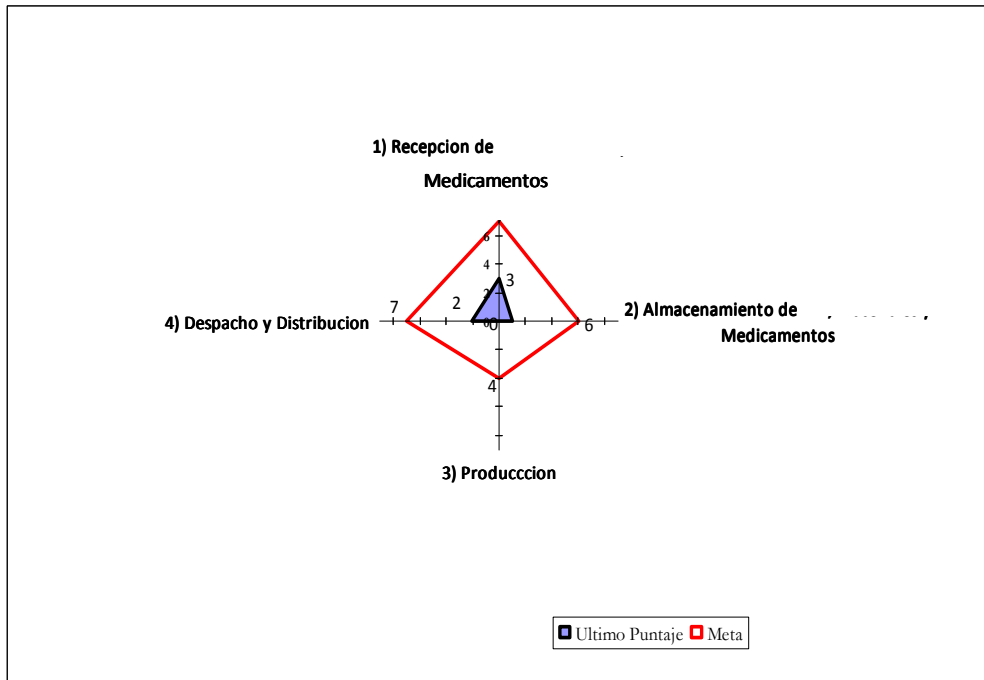 1) Recepcion de
Medicamentos
6
4
3
2
2
7
0
0
6
4) Despacho y Distribucion
2) Almacenamiento de
Medicamentos
4
3) Producccion
Ultimo Puntaje
Meta